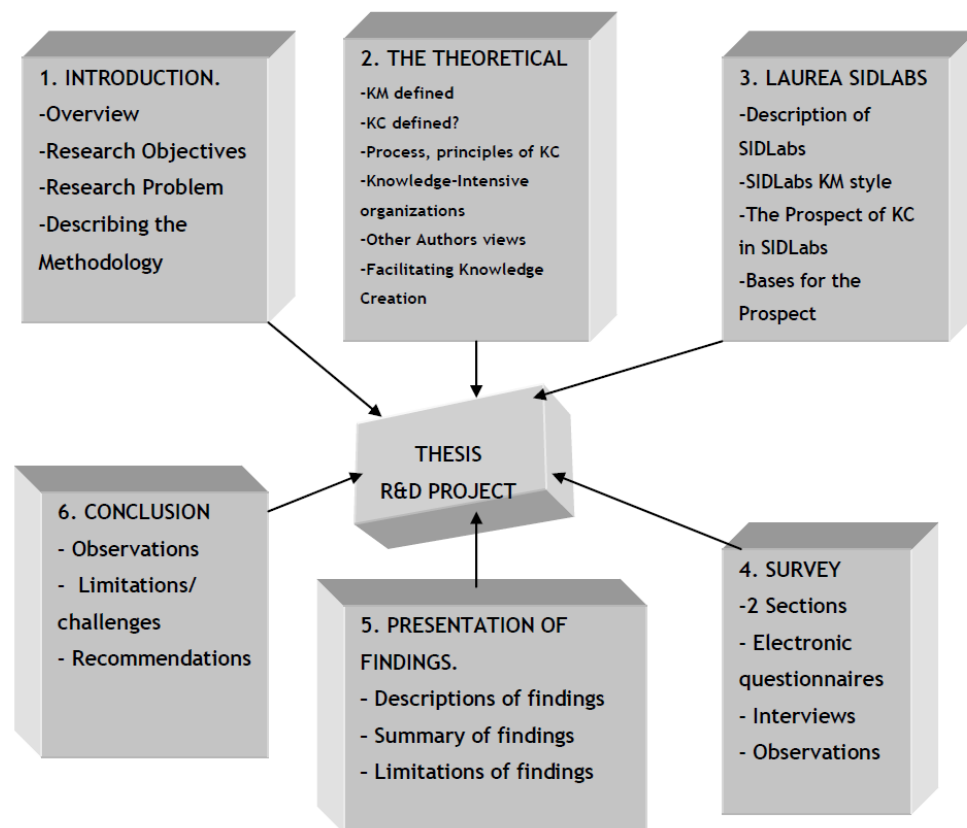 1. INTRODUCTION.
-Overview
-Research Objectives
-Research Problem
-Describing the
Methodology
2. THE THEORETICAL
-KM defined
-KC defined?
-Process, principles of KC
-Knowledge-Intensive
organizations
-Other Authors views
-Facilitating Knowledge
Creation
3. LAUREA SIDLABS
-Description of
SIDLabs
-SIDLabs KM style
-The Prospect of KC
in SIDLabs
-Bases for the
Prospect
THESIS
R&D PROJECT
6. CONCLUSION
- Observations
- Limitations/
challenges
- Recommendations
5. PRESENTATION OF
FINDINGS.
– Descriptions of findings
– Summary of findings
– Limitations of findings
4. SURVEY
-2 Sections
- Electronic
questionnaires
- Interviews
- Observations